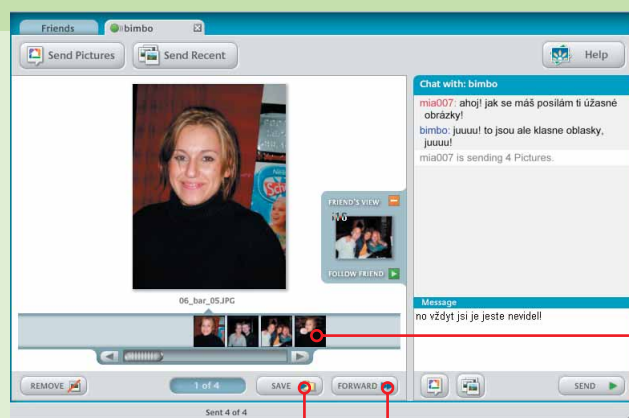 Friends
bimbo
Send Pictures
Send Recent
Help
Chat with: bimbo
mia007: ahoj! jak se máš posílám ti úžasné
obrázky!
bimbo: juuuu! to jsou ale klasne oblasky,
juuuu!
mia007 is sending 4 Pictures.
FRIEND'S VIEW
FOLLOW FRIEND
06_bar_05.JPG
Message
no vždyt jsi je jeste nevidel!
REMOVE
1 of 4
SAVE
FORWARD
SEND
Sent 4 of 4